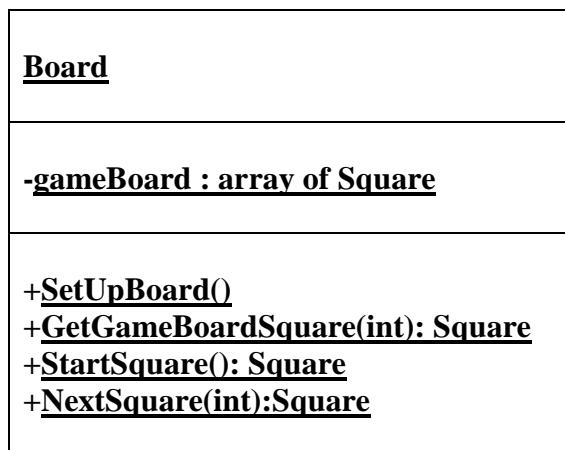 Board
-gameBoard : array of Square
+SetUpBoard()
+GetGameBoardSquare(int): Square
+StartSquare(): Square
+NextSquare(int):Square